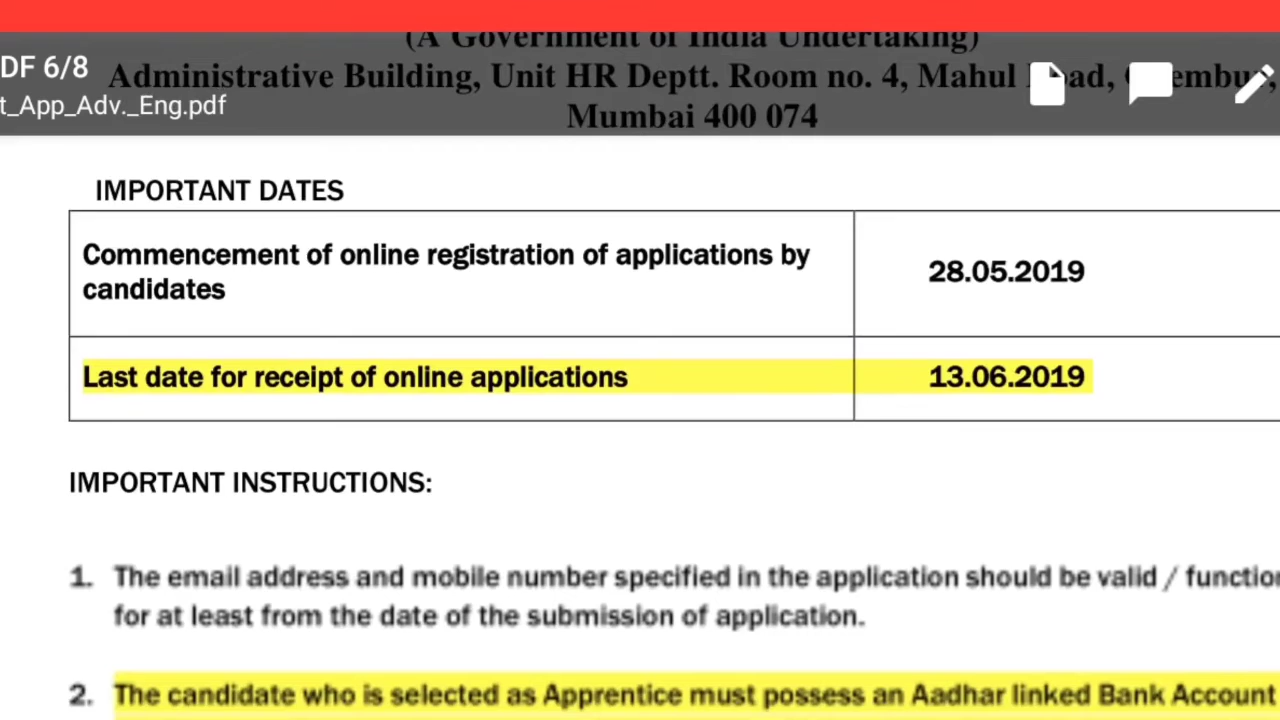 (A Government of India Undertaking)
DF 6/8
Administrative Building, Unit HR Deptt. Room no. 4, Mahul
t_App_Adv._Eng.pdf
Mumbai 400 074
IMPORTANT DATES
Commencement of online registration of applications by
candidates
28.05.2019
Last date for receipt of online applications
13.06.2019
IMPORTANT INSTRUCTIONS:
1. The email address and mobile number specified in the application should be valid /
for at least from the date of the submission of application.
2. The candidate who is selected as Apprentice must possess an Aadhar linked Bank Account